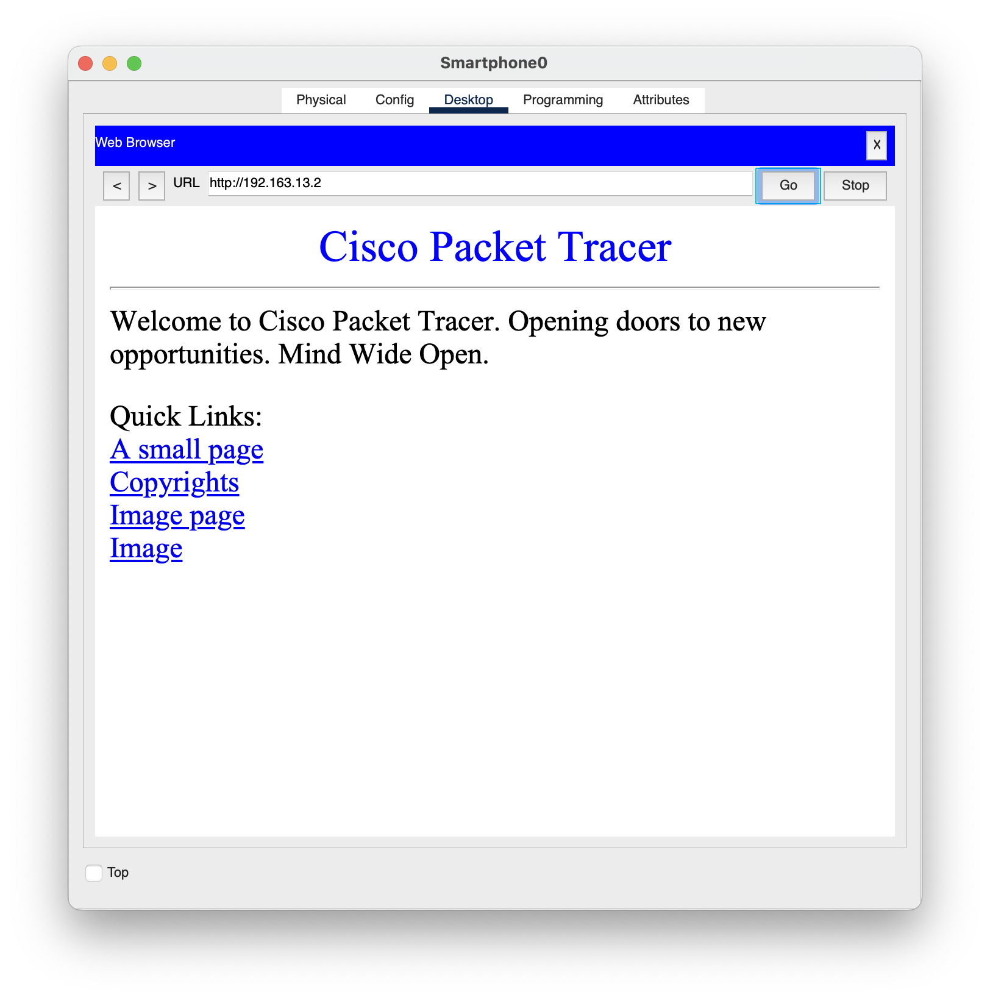 Smartphone0
Physical Config Desktop Programming Attributes
Web Browser X
< > URL http://192.163.13.2 Go Stop
Cisco Packet Tracer
Welcome to Cisco Packet Tracer. Opening doors to new
opportunities. Mind Wide Open.
Quick Links:
A small page
Copyrights
Image page
Image
Top